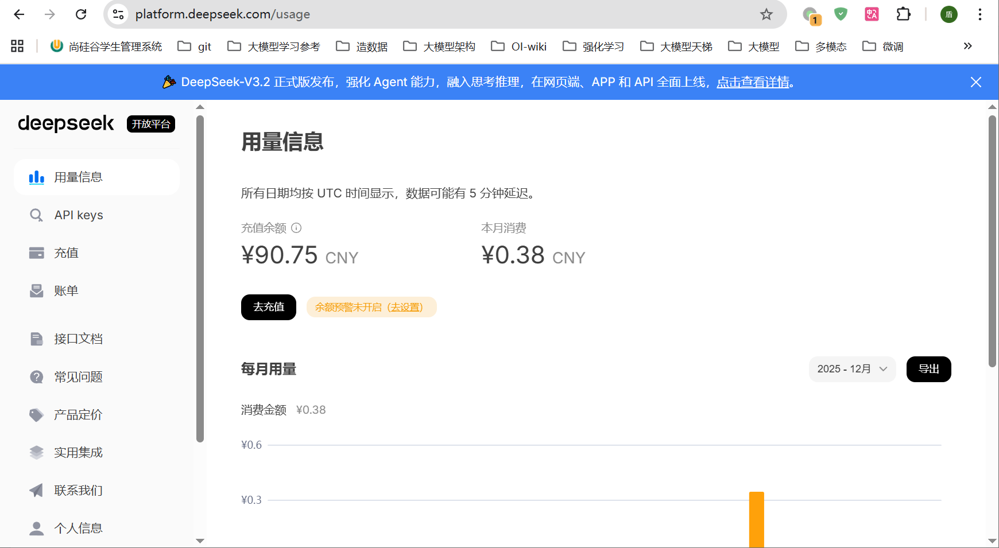 platform.deepseek.com/usage
1
中A
盾
尚硅谷学生管理系统 git 大模型学习参考 造数据 大模型架构 OI-wiki 强化学习 大模型天梯 大模型 多模态 微调
DeepSeek-V3.2 正式版发布，强化 Agent 能力，融入思考推理，在网页端、APP 和 API 全面上线，点击查看详情。
deepseek 开放平台
用量信息
API keys
充值
账单
接口文档
常见问题
产品定价
实用集成
联系我们
个人信息
用量信息
所有日期均按 UTC 时间显示，数据可能有 5 分钟延迟。
充值余额 本月消费
¥90.75 CNY ¥0.38 CNY
去充值 余额预警未开启（去设置）
每月用量 2025 - 12月 导出
消费金额 ¥0.38
¥0.6
¥0.3